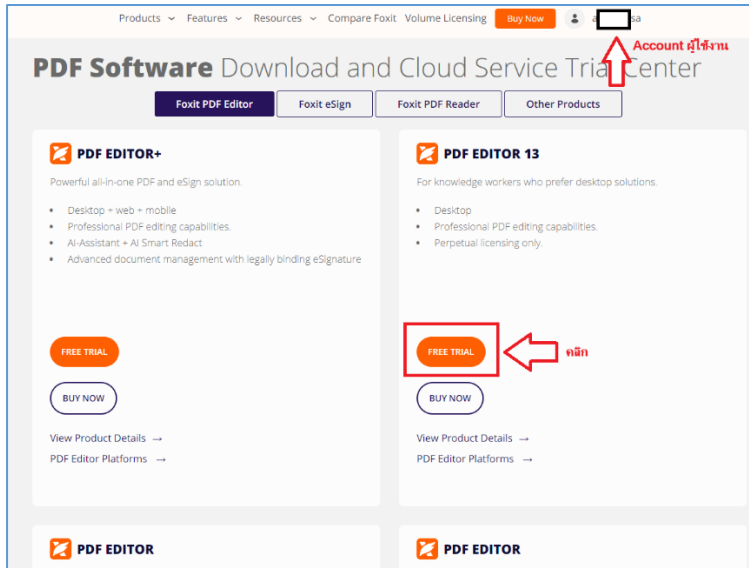 Products Features Resources Compare Foxit Volume Licensing Buy Now a sa
Account ผู้ใช้งาน
PDF Software Download and Cloud Service Trial Center
Foxit PDF Editor Foxit eSign Foxit PDF Reader Other Products
PDF EDITOR+
Powerful all-in-one PDF and eSign solution.
• Desktop + web + moblie
• Professional PDF editing capabilities.
• AI-Assistant + AI Smart Redact
• Advanced document management with legally binding eSignature
FREE TRIAL
BUY NOW
View Product Details →
PDF Editor Platforms →
PDF EDITOR 13
For knowledge workers who prefer desktop solutions.
• Desktop
• Professional PDF editing capabilities.
• Perpetual licensing only.
FREE TRIAL
คลิก
BUY NOW
View Product Details →
PDF Editor Platforms →
PDF EDITOR
PDF EDITOR